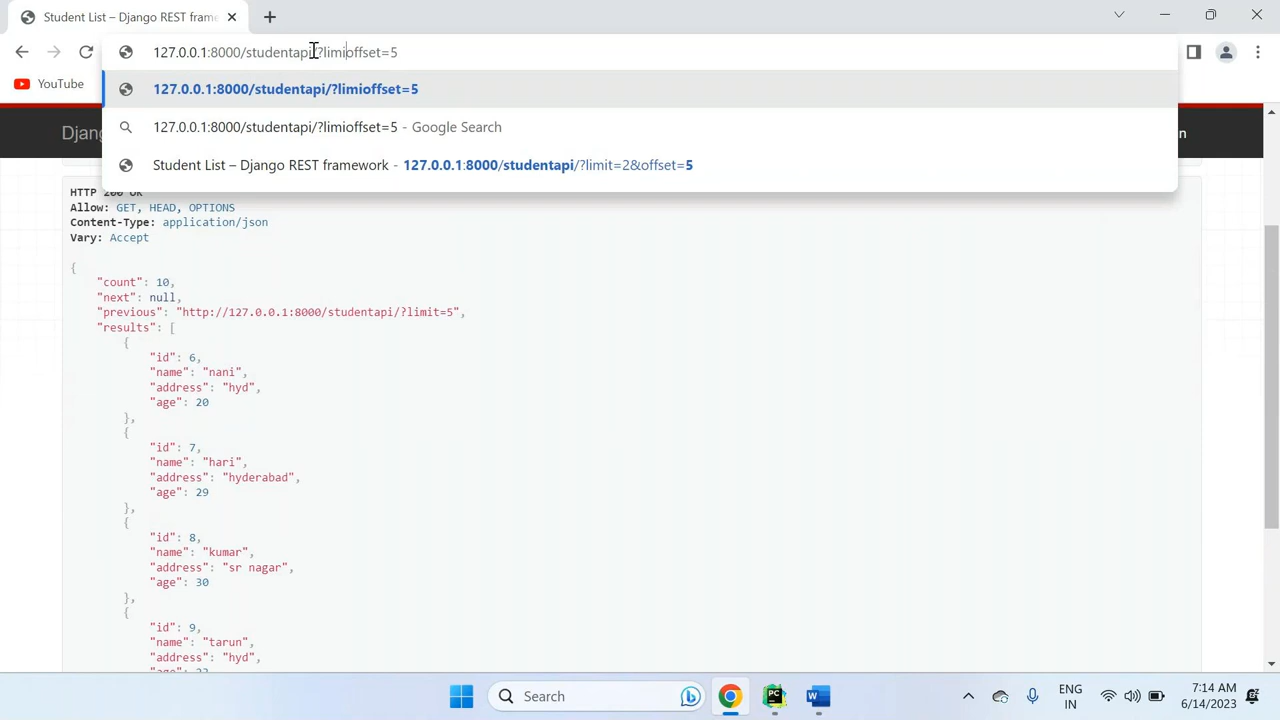 Student List – Django REST frame
127.0.0.1:8000/studentapi/?limioffset=5
127.0.0.1:8000/studentapi/?limioffset=5
127.0.0.1:8000/studentapi/?limioffset=5 - Google Search
Student List – Django REST framework - 127.0.0.1:8000/studentapi/?limit=2&offset=5
YouTube
Djang
n
HTTP 200 OK
Allow: GET, HEAD, OPTIONS
Content-Type: application/json
Vary: Accept
{
"count": 10,
"next": null,
"previous": "http://127.0.0.1:8000/studentapi/?limit=5",
"results": [
{
"id": 6,
"name": "nani",
"address": "hyd",
"age": 20
},
{
"id": 7,
"name": "hari",
"address": "hyderabad",
"age": 29
},
{
"id": 8,
"name": "kumar",
"address": "sr nagar",
"age": 30
},
{
"id": 9,
"name": "tarun",
"address": "hyd",
Search
PC
W
ENG
IN
7:14 AM
6/14/2023